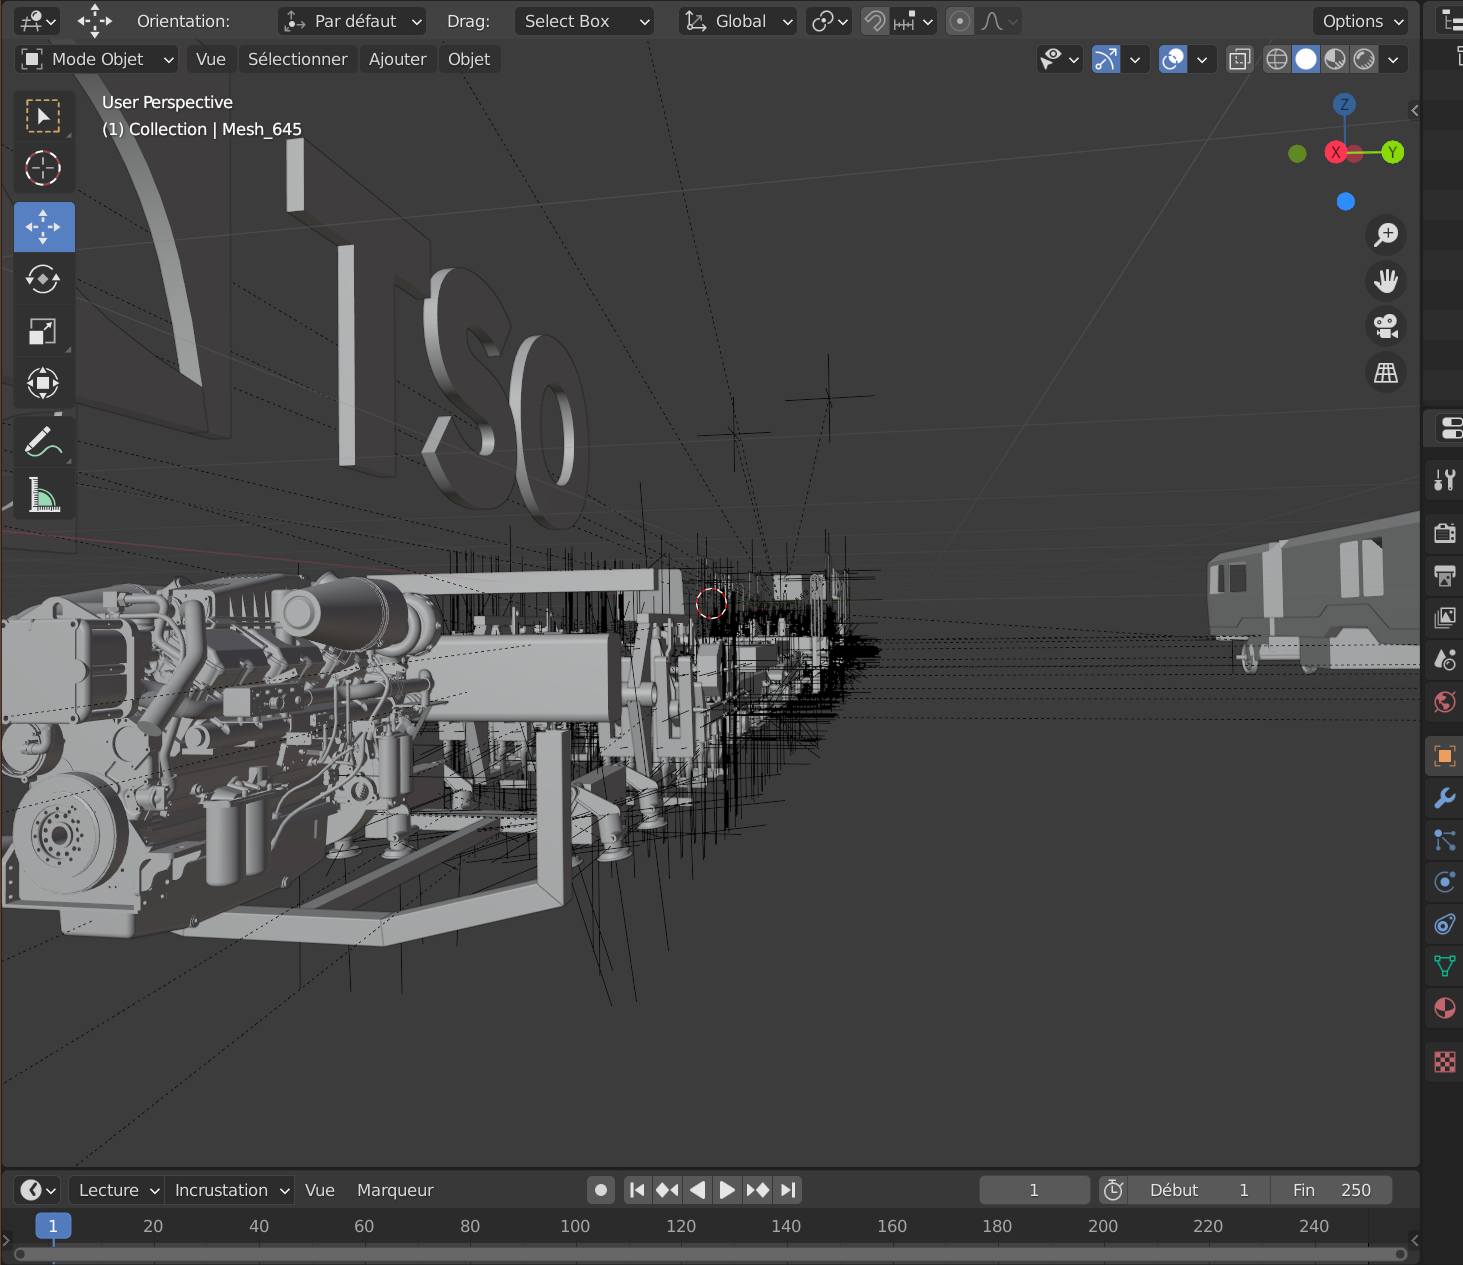 Orientation: Par défaut Drag: Select Box Global Options
Mode Objet Vue Sélectionner Ajouter Objet
User Perspective
(1) Collection | Mesh_645
Z
X Y
TSO
Lecture Incrustation Vue Marqueur 1 Début 1 Fin 250
1 20 40 60 80 100 120 140 160 180 200 220 240